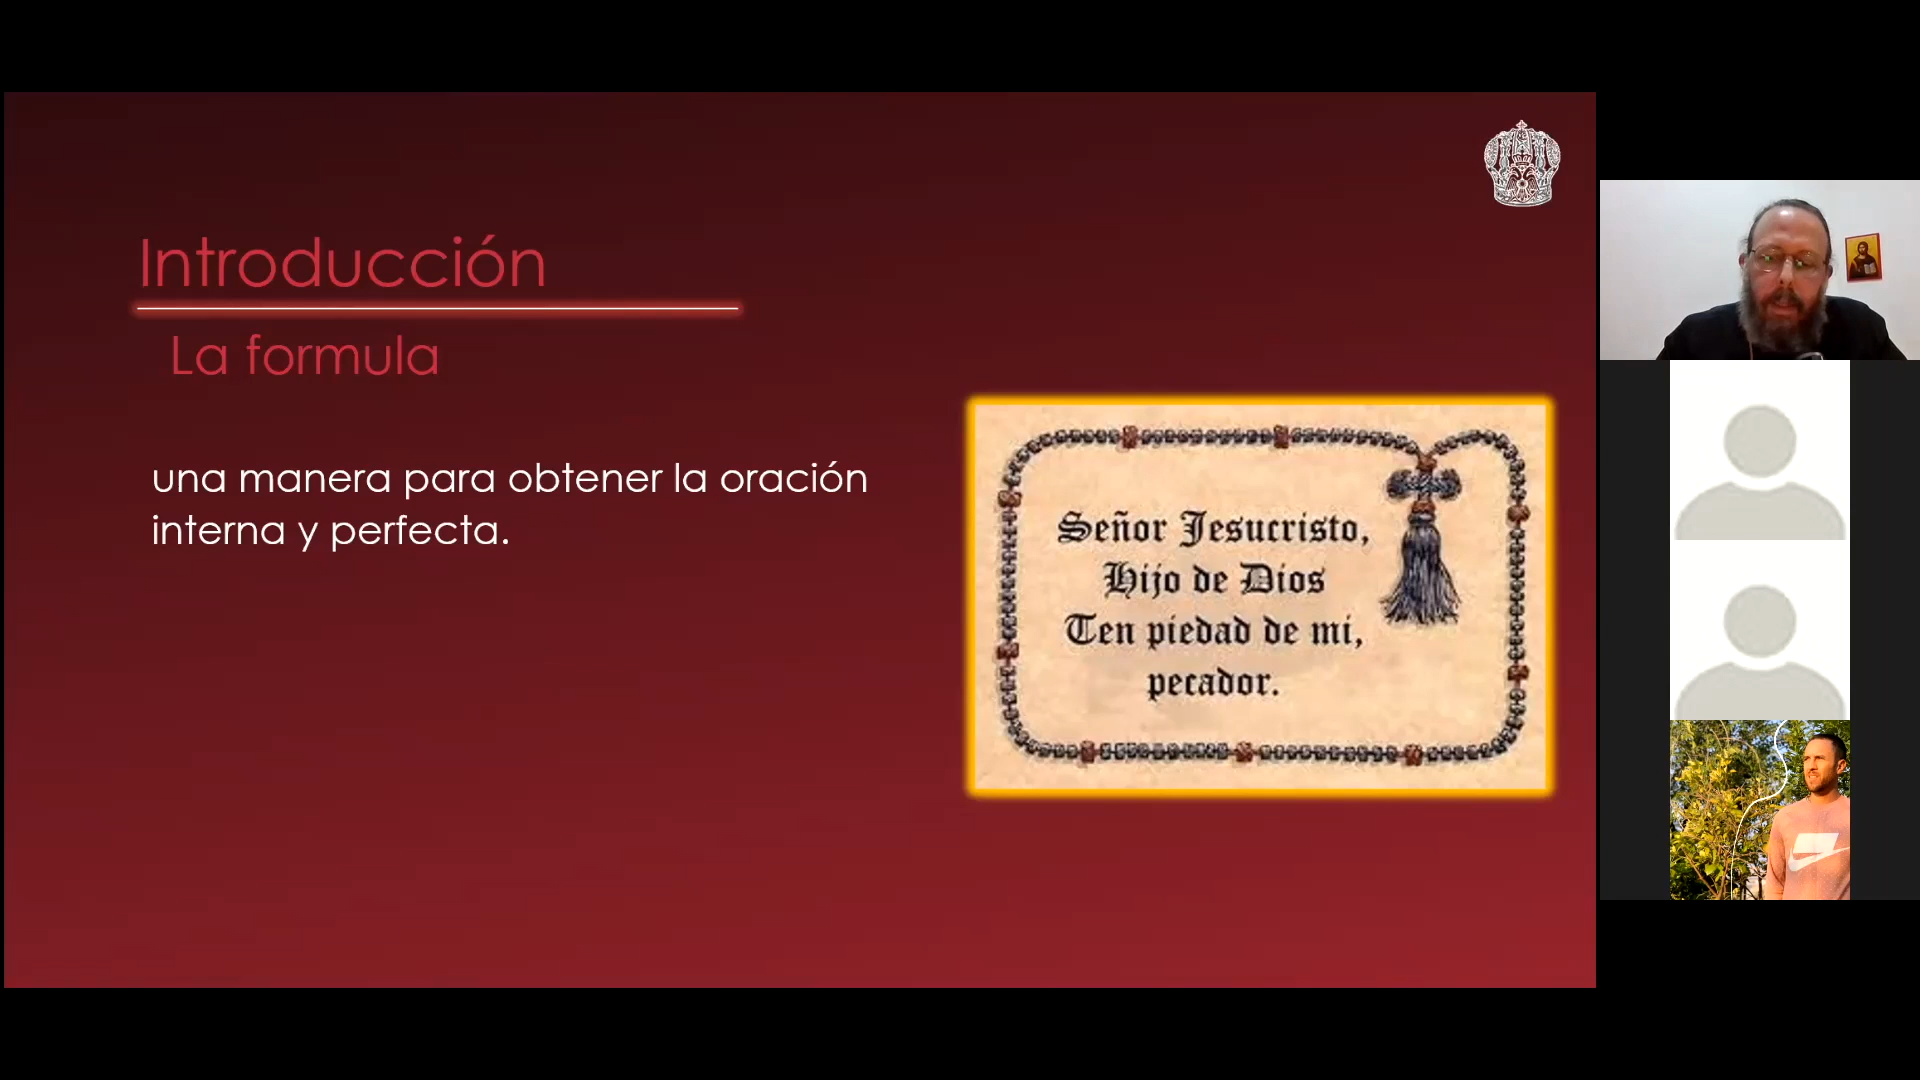 Introducción
La formula
una manera para obtener la oración
interna y perfecta.
Señor Jesucristo,
Hijo de Dios
Ten piedad de mi,
pecador.